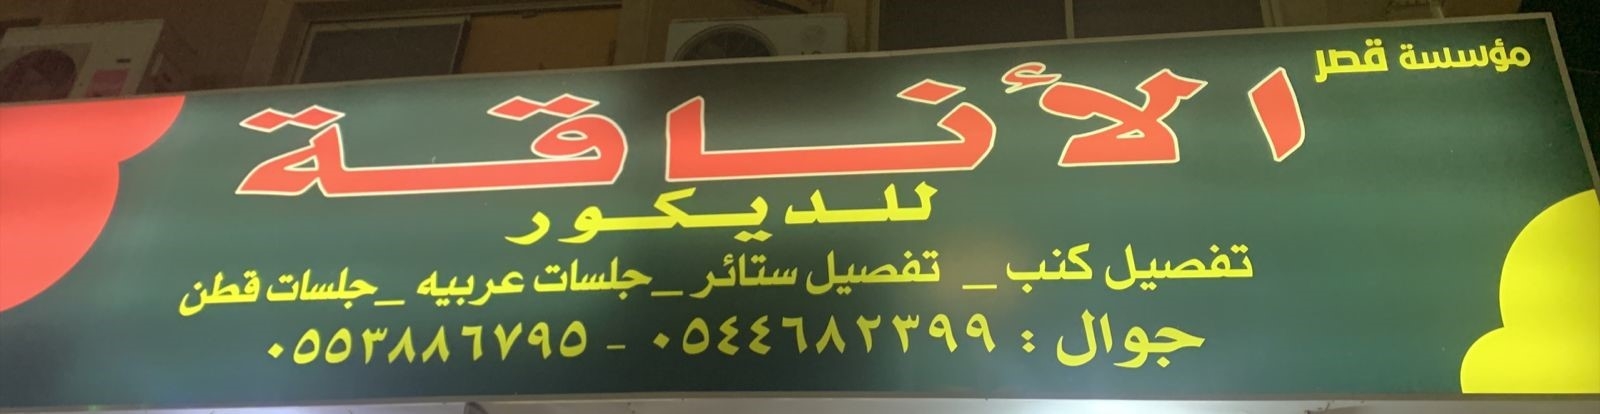 مؤسسة قصر
الأناقة
للديكور
تفصيل كنب _ تفصيل ستائر _ جلسات عربيه _ جلسات قطن
جوال : ٠٥٤٤٦٨٢٣٩٩ - ٠٥٥٣٨٨٦٧٩٥